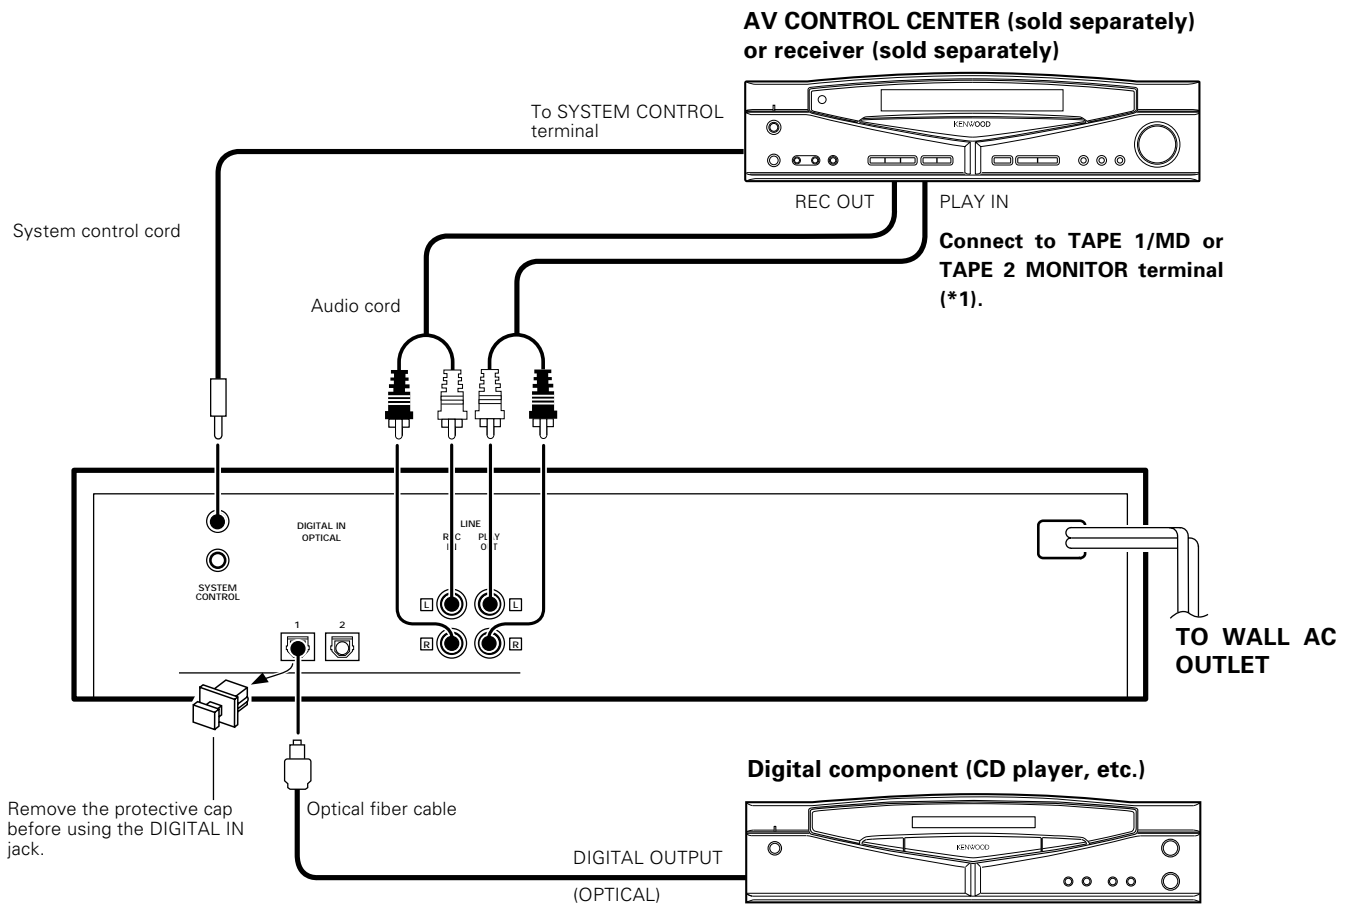 AV CONTROL CENTER (sold separately)
or receiver (sold separately)
To SYSTEM CONTROL
terminal
KENWOOD
REC OUT
PLAY IN
System control cord
Connect to TAPE 1/MD or
TAPE 2 MONITOR terminal
(*1).
Audio cord
DIGITAL IN
OPTICAL
LINE
REC
IN
PLAY
OUT
SYSTEM
CONTROL
L
L
1
2
R
R
TO WALL AC
OUTLET
Digital component (CD player, etc.)
Remove the protective cap
before using the DIGITAL IN
jack.
Optical fiber cable
KENWOOD
DIGITAL OUTPUT
(OPTICAL)